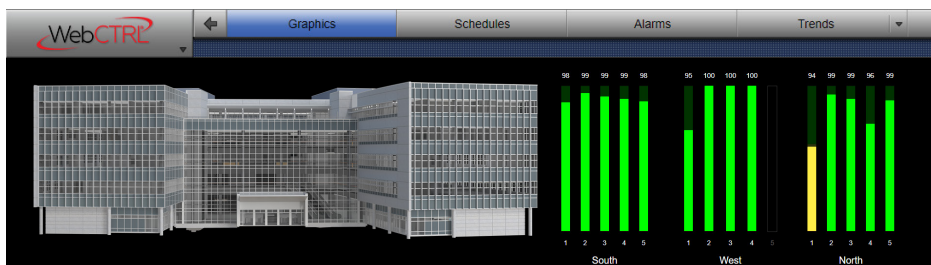 WebCTRL
Graphics
Schedules
Alarms
Trends
98 99 99 99 98
95 100 100 100
94 99 99 96 99
1 2 3 4 5
1 2 3 4 5
1 2 3 4 5
South
West
North